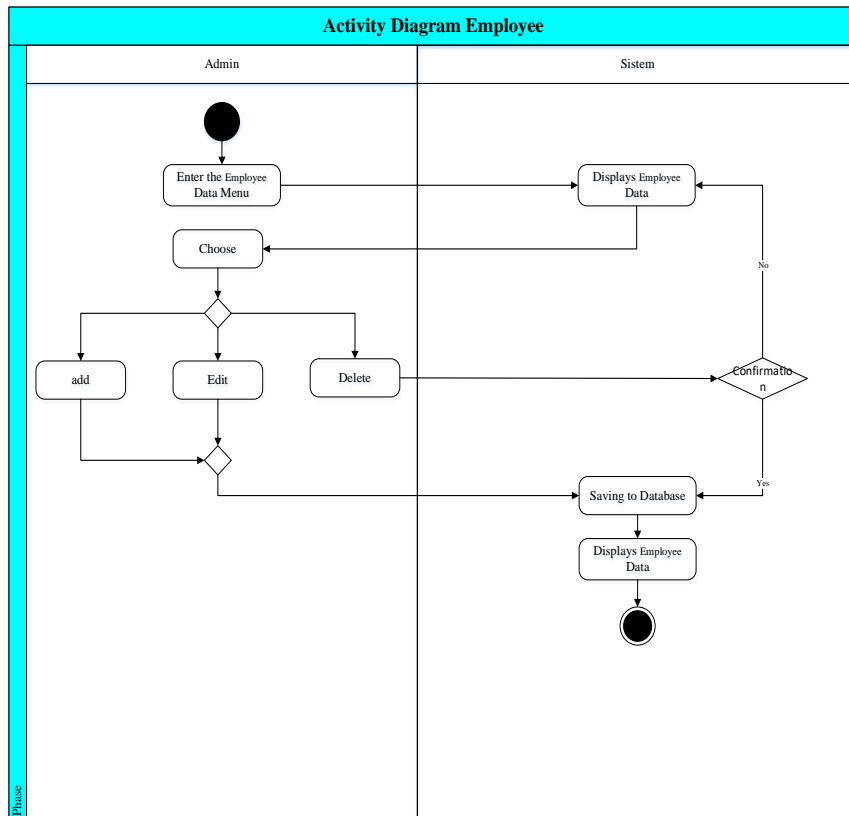 Activity Diagram Employee
Admin
Sistem
Enter the Employee
Data Menu
Displays Employee
Data
Choose
No
add
Edit
Delete
Confirmatio
n
Yes
Saving to Database
Displays Employee
Data
Phase